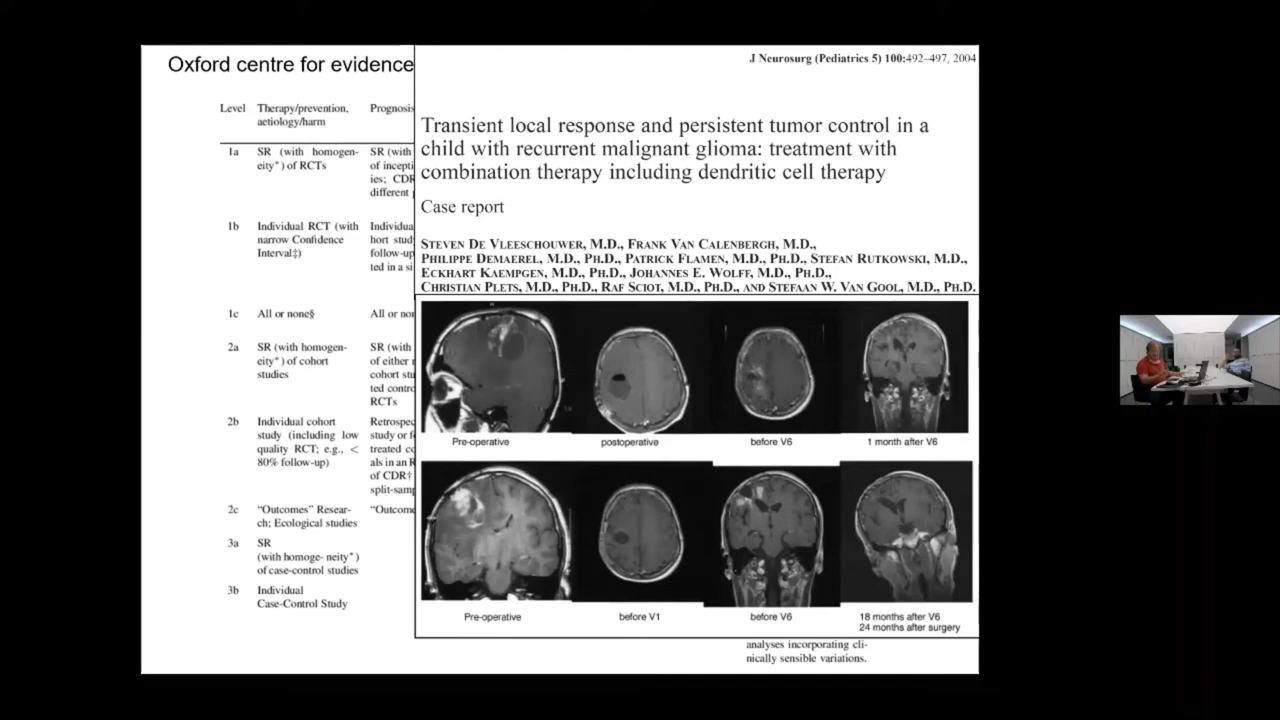 Oxford centre for evidence
Level
Therapy/prevention,
aetiology/harm
Prognosis
1a
SR (with homogen-
eity*) of RCTs
SR (with
of incepti
ies; CDR
different
1b
Individual RCT (with
narrow Confidence
Interval‡)
Individua
hort stud
follow-up
ted in a si
1c
All or none§
All or nor
2a
SR (with homogen-
eity*) of cohort
studies
SR (with
of either r
cohort stu
ted contro
RCTs
2b
Individual cohort
study (including low
quality RCT; e.g., <
80% follow-up)
Retrospec
study or f
treated co
als in an R
of CDR†
split-samp
2c
“Outcomes” Resear-
ch; Ecological studies
“Outcome
3a
SR
(with homoge- neity*)
of case-control studies
3b
Individual
Case-Control Study
J Neurosurg (Pediatrics 5) 100:492–497, 2004
Transient local response and persistent tumor control in a
child with recurrent malignant glioma: treatment with
combination therapy including dendritic cell therapy
Case report
STEVEN DE VLEESCHOUWER, M.D., FRANK VAN CALENBERGH, M.D.,
PHILIPPE DEMAEREL, M.D., PH.D., PATRICK FLAMEN, M.D., PH.D., STEFAN RUTKOWSKI, M.D.,
ECKHART KAEMPGEN, M.D., PH.D., JOHANNES E. WOLFF, M.D., PH.D.,
CHRISTIAN PLETS, M.D., PH.D., RAF SCIOT, M.D., PH.D., AND STEFAAN W. VAN GOOL, M.D., PH.D.
Pre-operative
postoperative
before V6
1 month after V6
Pre-operative
before V1
before V6
18 months after V6
24 months after surgery
analyses incorporating cli-
nically sensible variations.